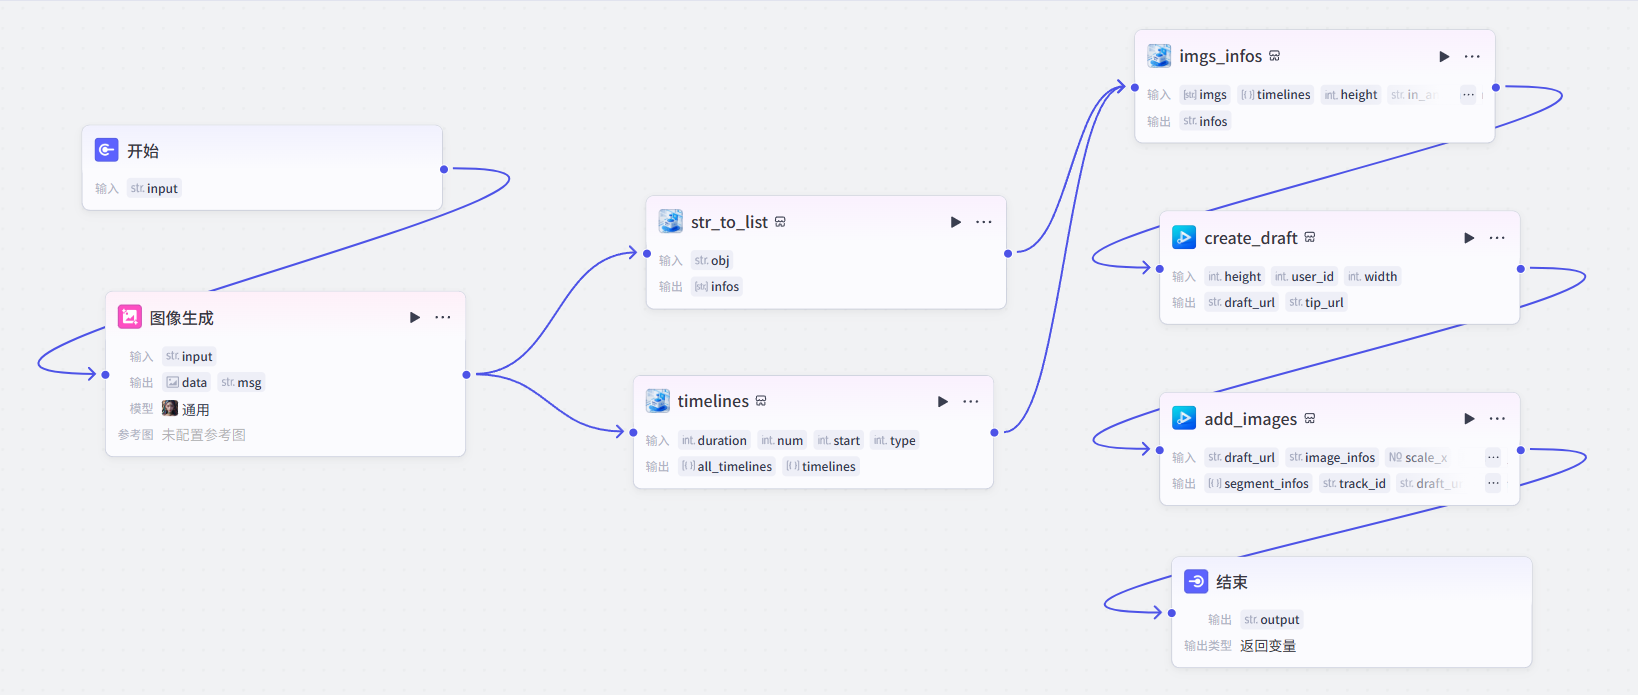 开始
输入 str. input
图像生成
输入 str. input
输出 data str. msg
模型 通用
参考图 未配置参考图
str_to_list
输入 str. obj
输出 [str] infos
timelines
输入 int. duration int. num int. start int. type
输出 [()] all_timelines [()] timelines
imgs_infos
输入 [str] imgs [()] timelines int. height str. in_a ...
输出 str. infos
create_draft
输入 int. height int. user_id int. width
输出 str. draft_url str. tip_url
add_images
输入 str. draft_url str. image_infos No scale_x ...
输出 [()] segment_infos str. track_id str. draft_u ...
结束
输出 str. output
输出类型 返回变量